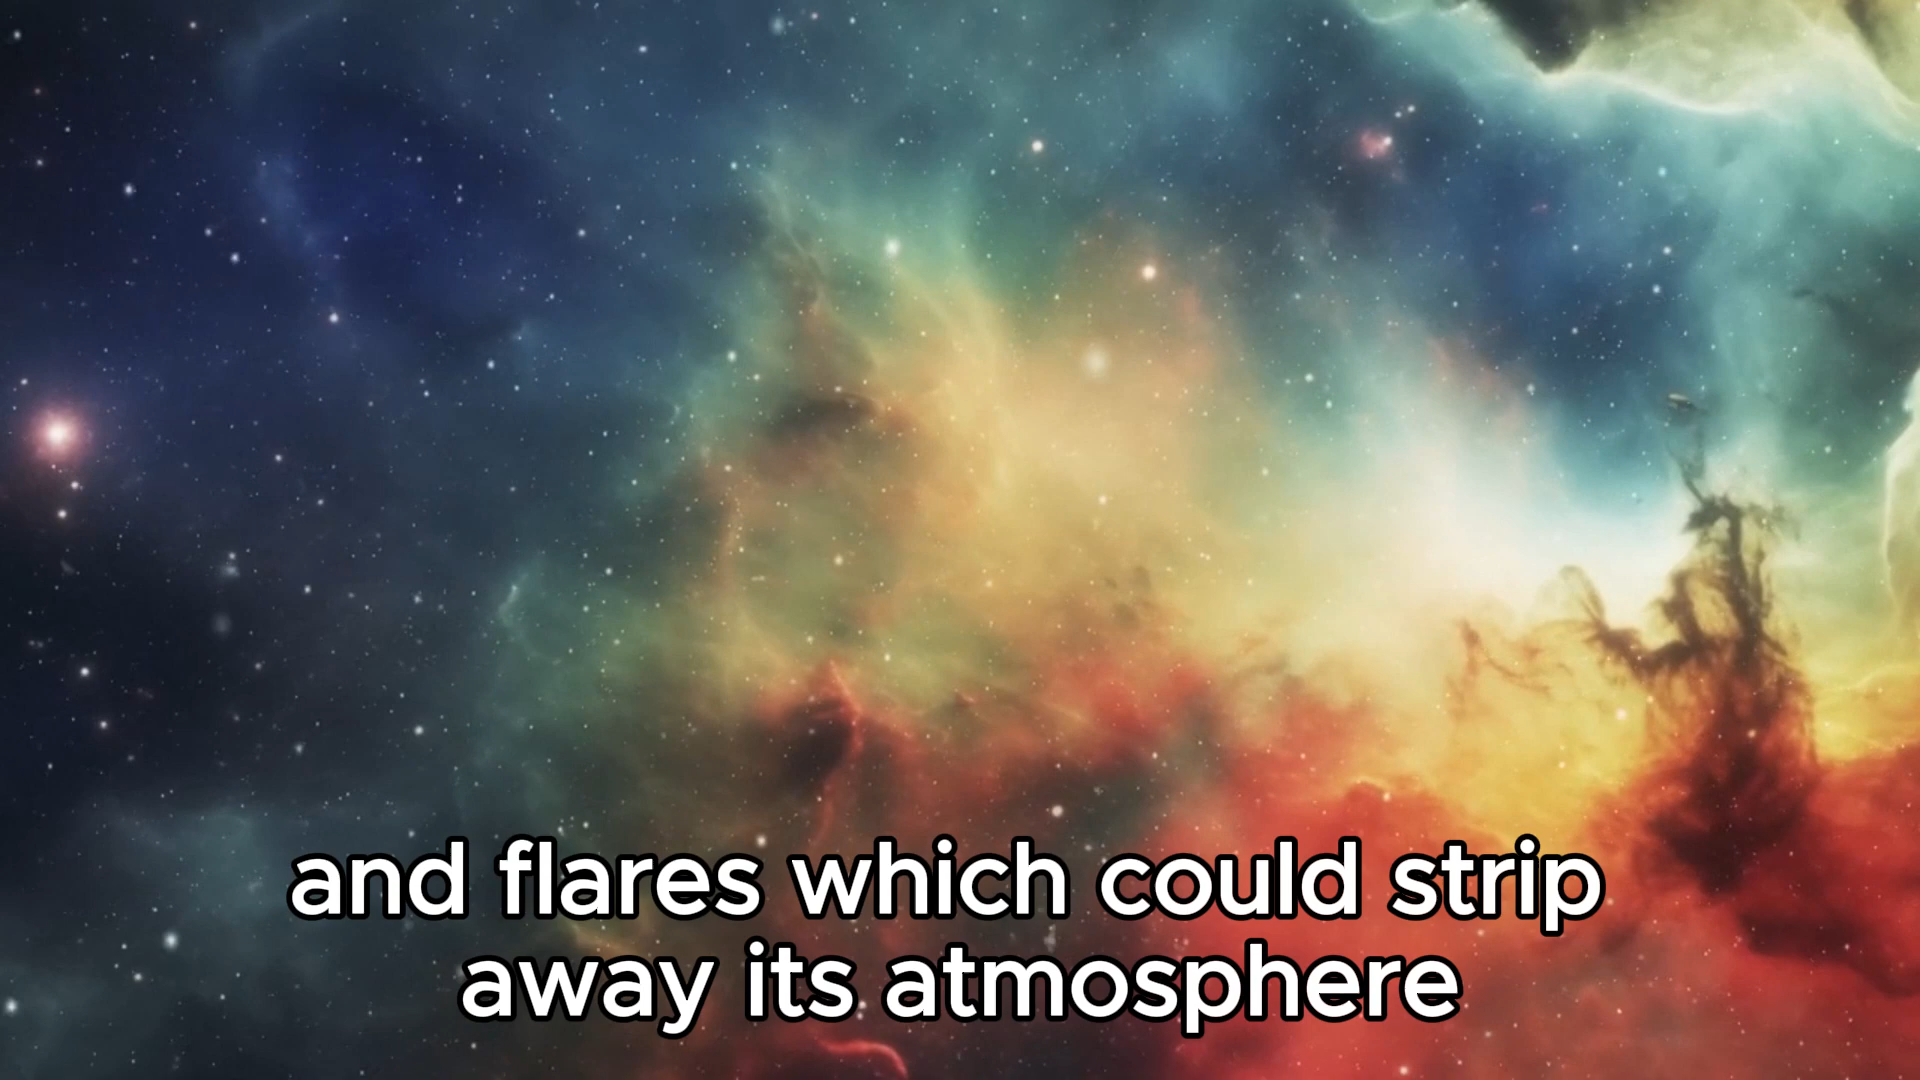 and flares which could strip
away its atmosphere